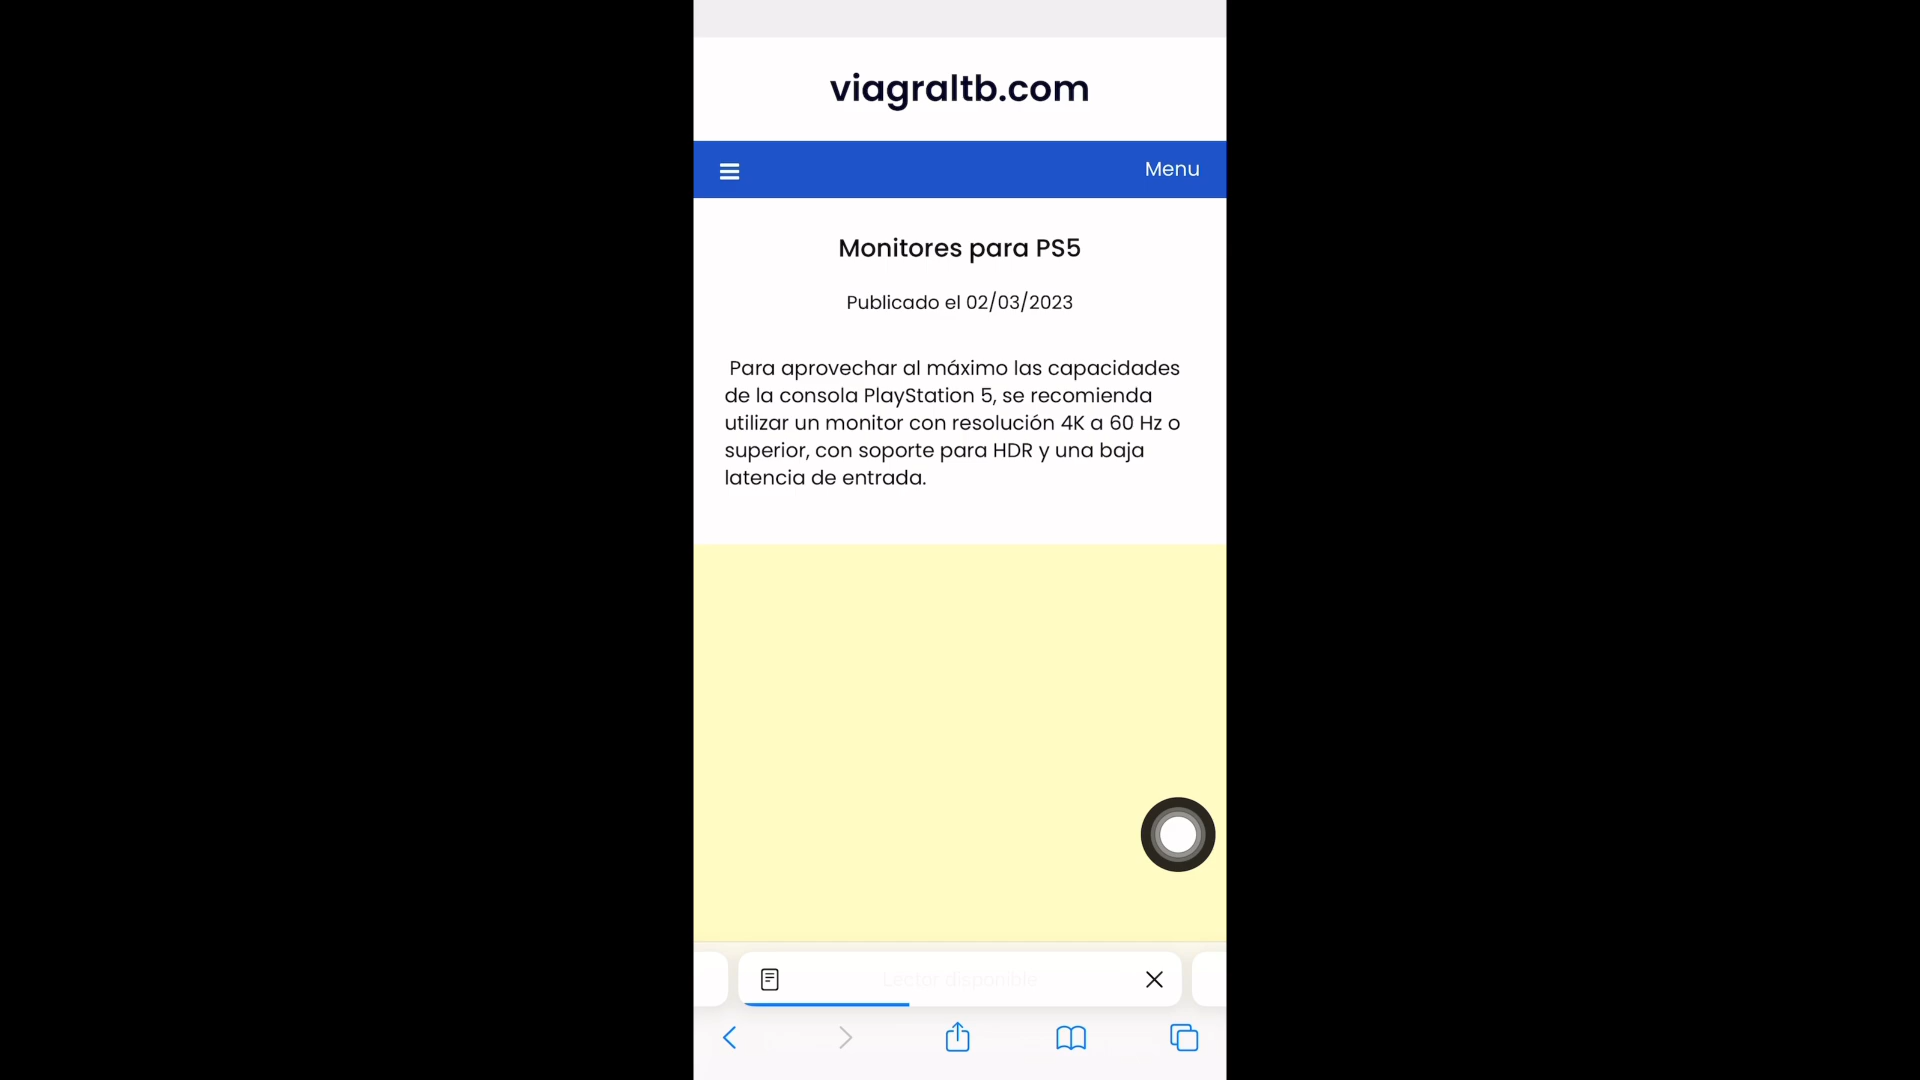 viagraltb.com
Menu
Monitores para PS5
Publicado el 02/03/2023
Para aprovechar al máximo las capacidades
de la consola PlayStation 5, se recomienda
utilizar un monitor con resolución 4K a 60 Hz o
superior, con soporte para HDR y una baja
latencia de entrada.
Lector disponible